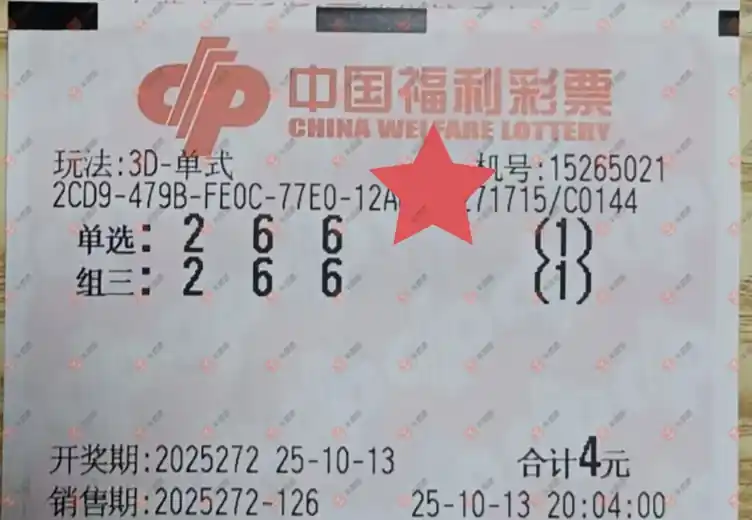 中国福利彩票
CHINA WELFARE LOTTERY
玩法:3D-单式 机号:15265021
2CD9-479B-FE0C-77E0-12A 71715/C0144
单选: 2 6 6 (1)
组三: 2 6 6 (1)
开奖期:2025272 25-10-13 合计4元
销售期:2025272-126 25-10-13 20:04:00